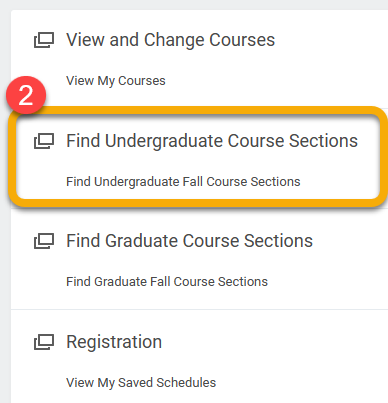 View and Change Courses
View My Courses
2
Find Undergraduate Course Sections
Find Undergraduate Fall Course Sections
Find Graduate Course Sections
Find Graduate Fall Course Sections
Registration
View My Saved Schedules